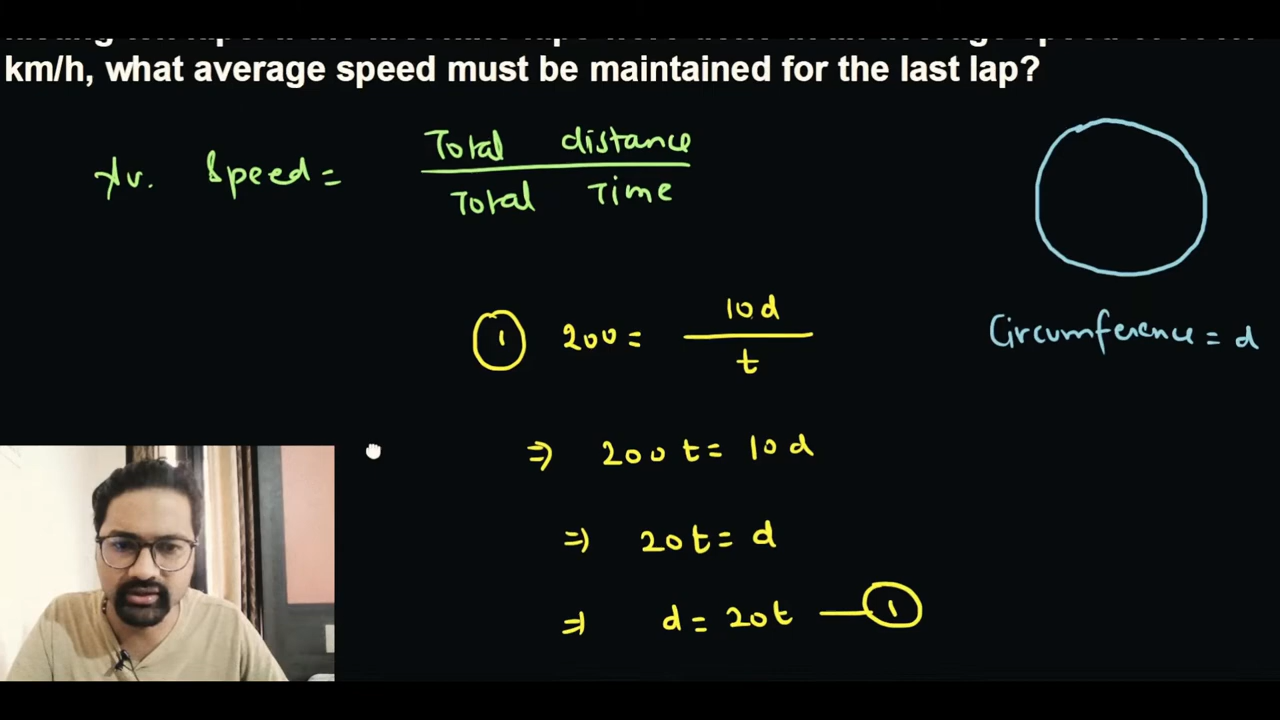 km/h, what average speed must be maintained for the last lap?
Av. Speed = Total distance / Total Time
① 200 = 10d / t
Circumference = d
⇒ 200t = 10d
⇒ 20t = d
⇒ d = 20t — ①